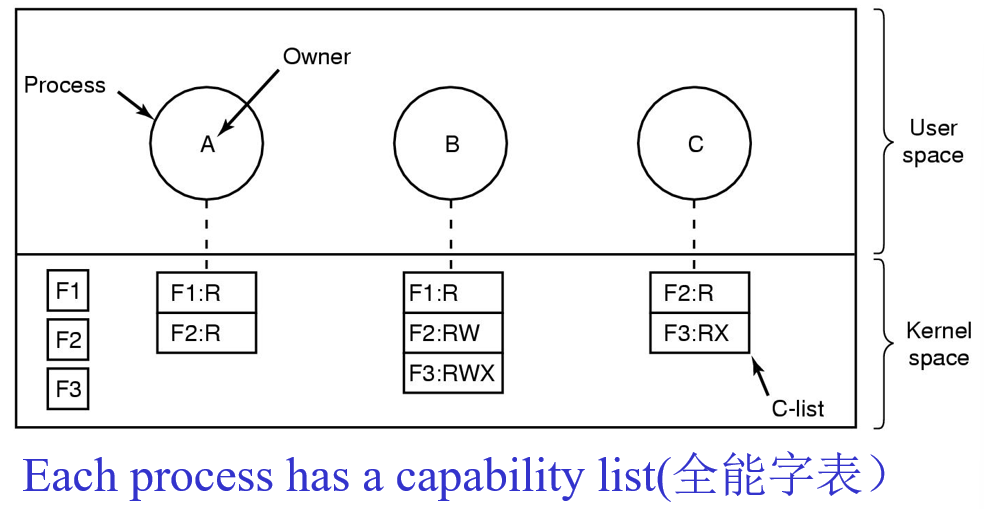 Owner
Process
A
B
C
User
space
F1
F2
F3
F1:R
F2:R
F1:R
F2:RW
F3:RWX
F2:R
F3:RX
C-list
Kernel
space
Each process has a capability list(全能字表）